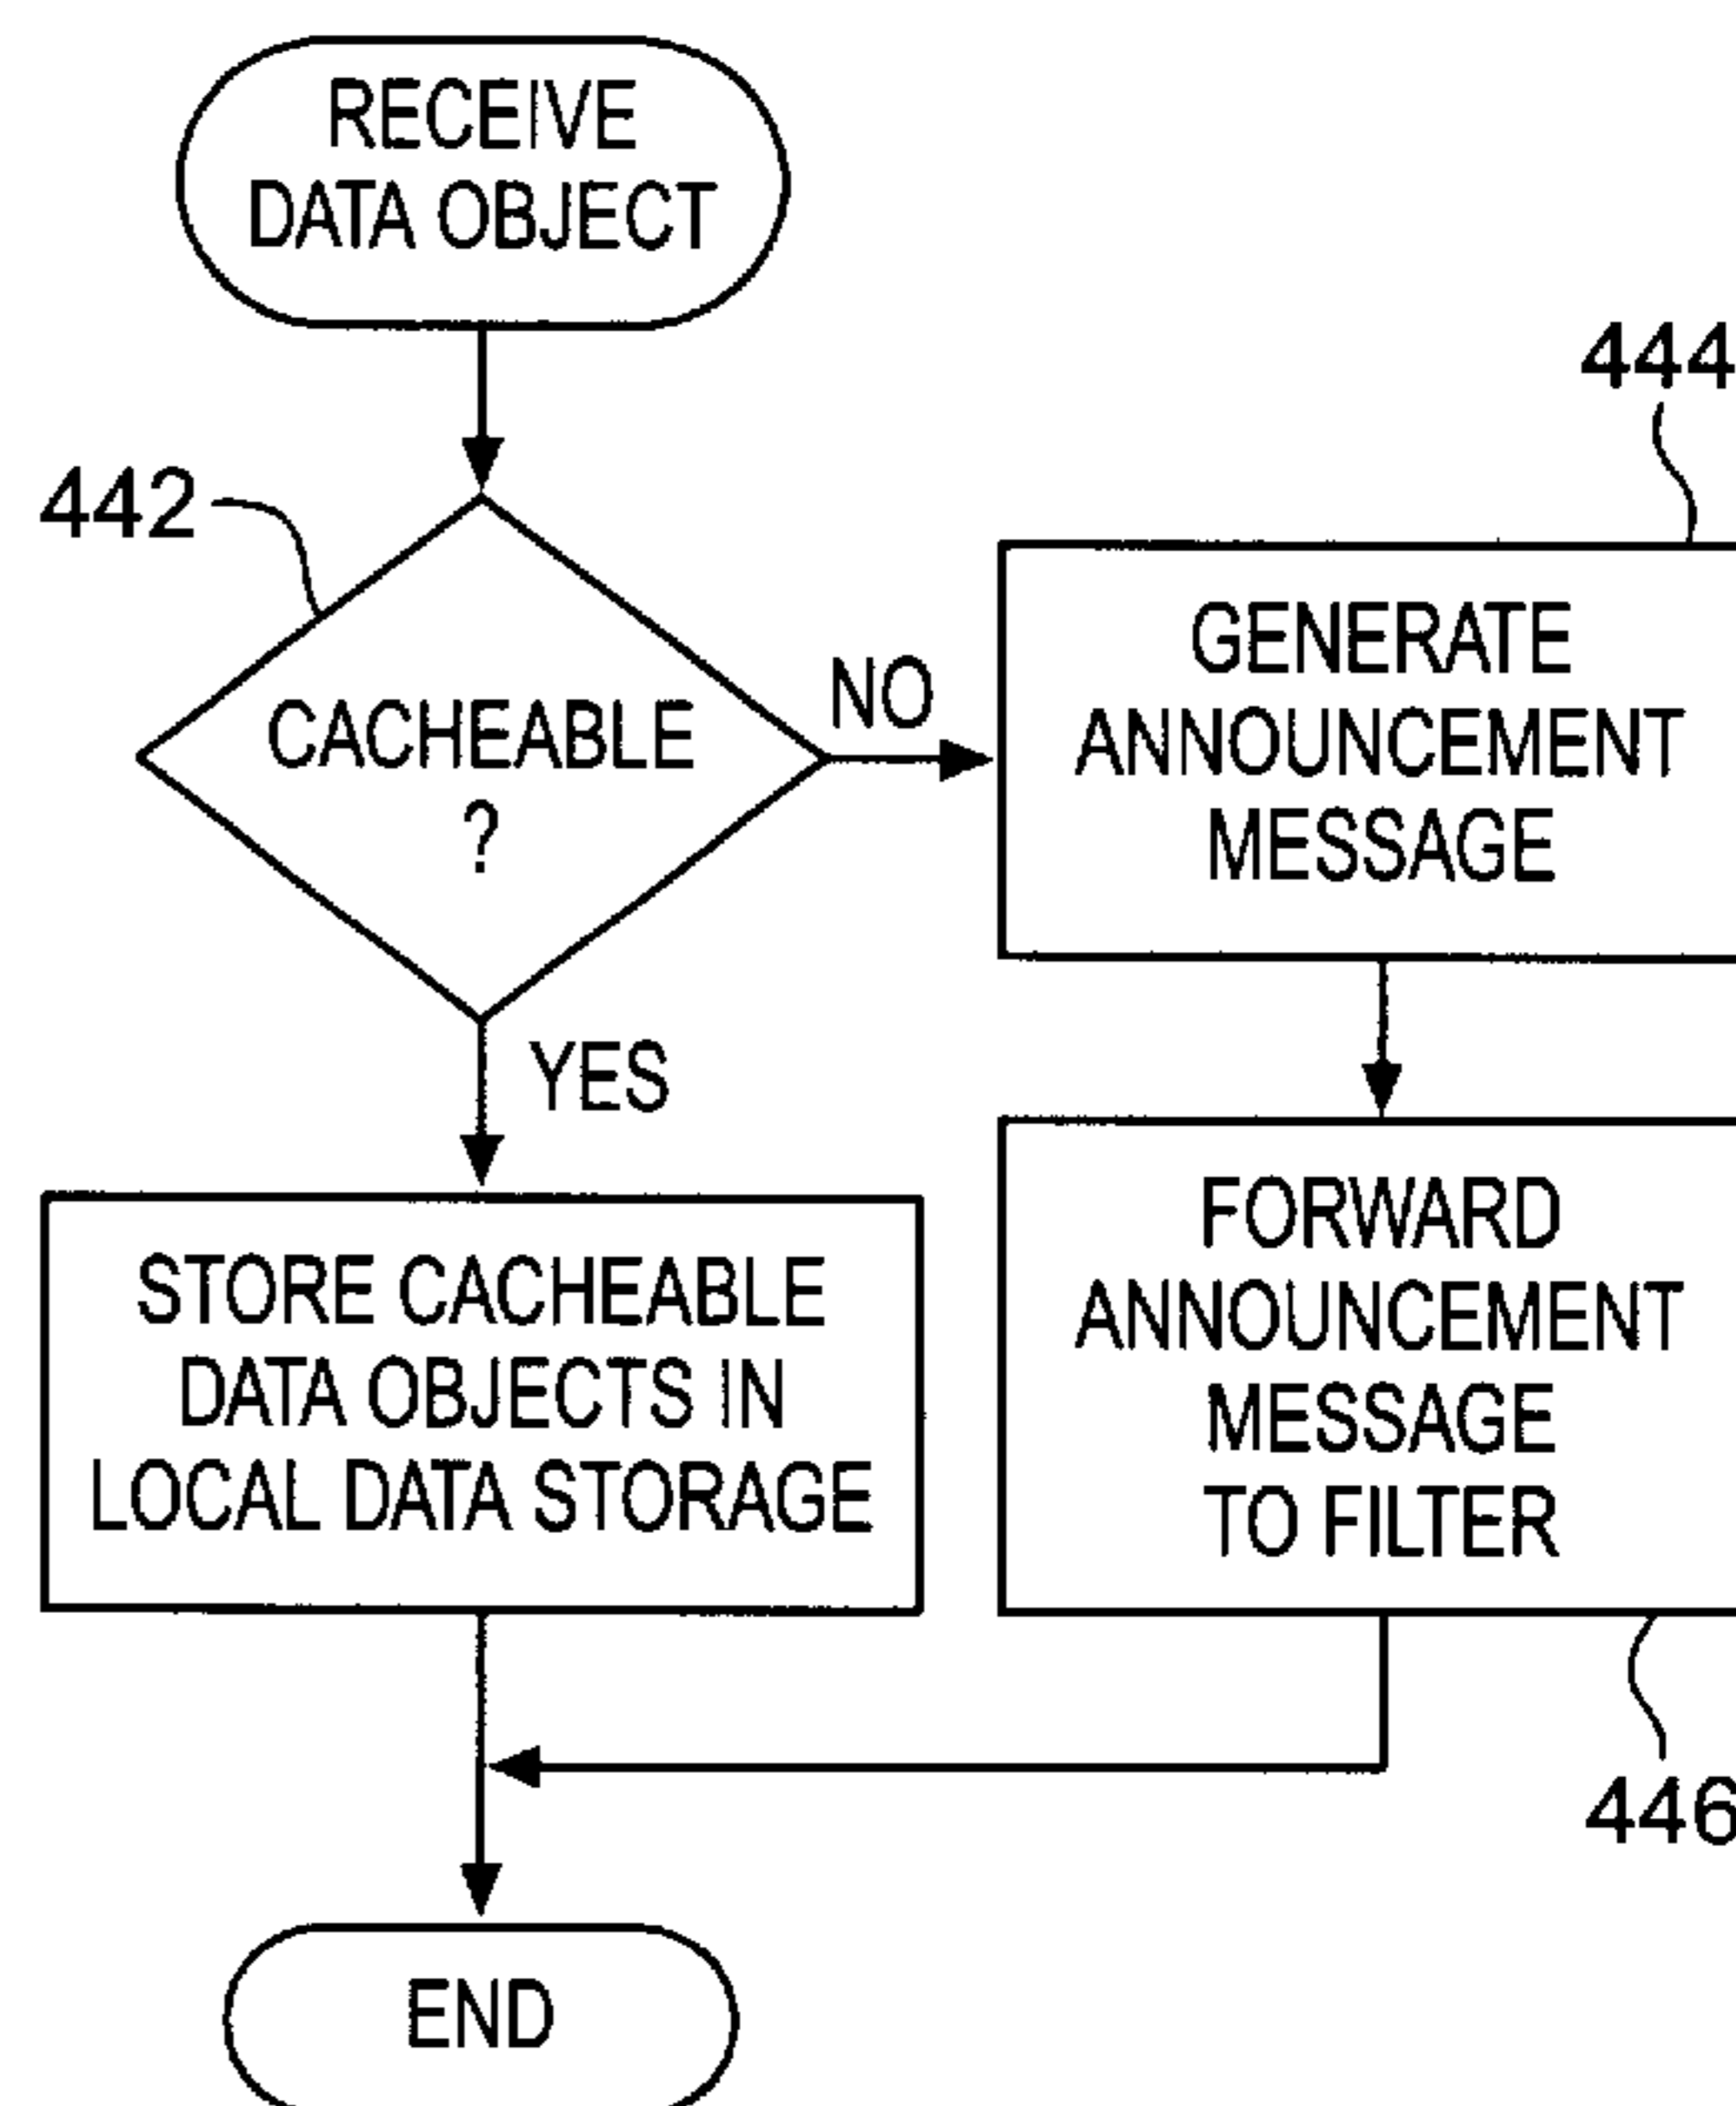 RECEIVE
DATA OBJECT
444
442
CACHEABLE
?
NO
GENERATE
ANNOUNCEMENT
MESSAGE
YES
STORE CACHEABLE
DATA OBJECTS IN
LOCAL DATA STORAGE
FORWARD
ANNOUNCEMENT
MESSAGE
TO FILTER
446
END